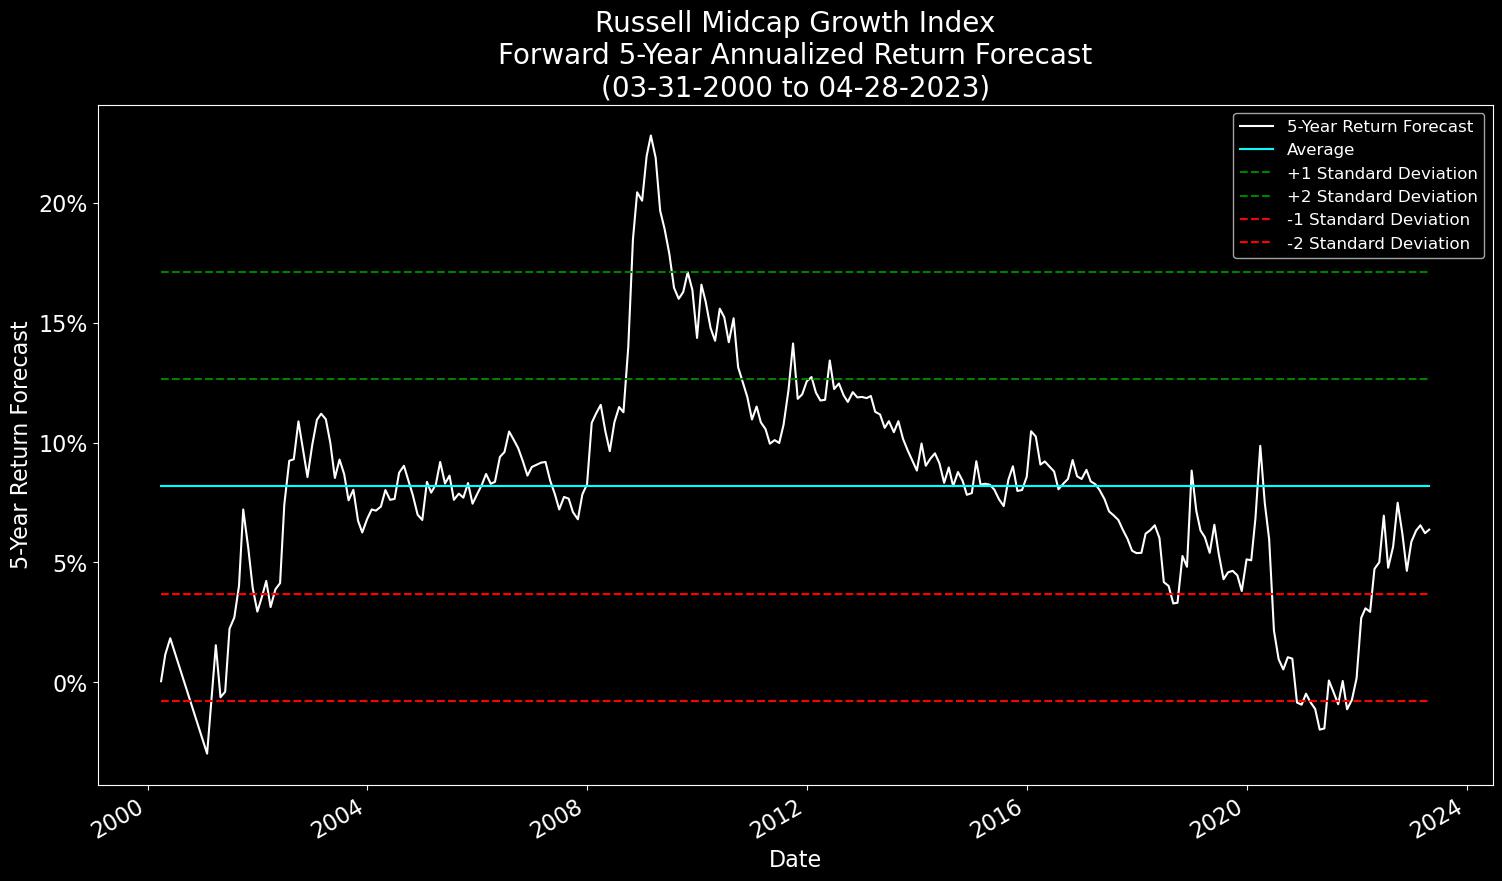 Russell Midcap Growth Index
Forward 5-Year Annualized Return Forecast
(03-31-2000 to 04-28-2023)
5-Year Return Forecast
Average
+1 Standard Deviation
+2 Standard Deviation
-1 Standard Deviation
-2 Standard Deviation
5-Year Return Forecast
20%
15%
10%
5%
0%
2000
2004
2008
2012
2016
2020
2024
Date